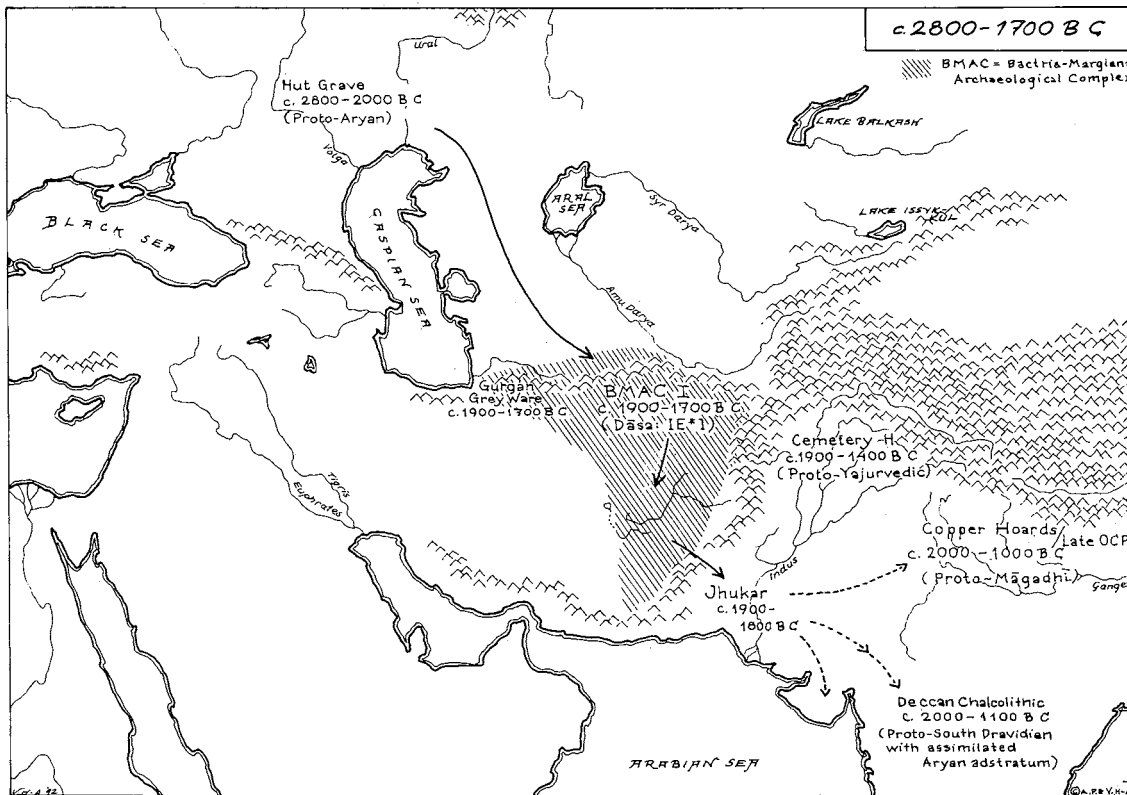 c. 2800-1700 B C
BMAC = Bactria-Margiana
Archaeological Complex
Ural
Hut Grave
c. 2800-2000 B C
(Proto-Aryan)
Volga
LAKE BALKASH
ARAL
SEA
Syr Darya
LAKE ISSYK-
KUL
BLACK SEA
CASPIAN SEA
Amu Darya
Gurgan
Grey Ware
c. 1900-1700 B C
BMAC I
c. 1900-1700 B C
(Dāsa: IE*1)
Cemetery H
c. 1900-1400 B C
(Proto-Yajurvedic)
Tigris
Euphrates
Copper Hoards
Late OCP
c. 2000-1000 B C
(Proto-Māgadhī)
Ganges
Indus
Jhukar
c. 1900-
1800 B C
Deccan Chalcolithic
c. 2000-1100 B C
(Proto-South Dravidian
with assimilated
Aryan adstratum)
ARABIAN SEA